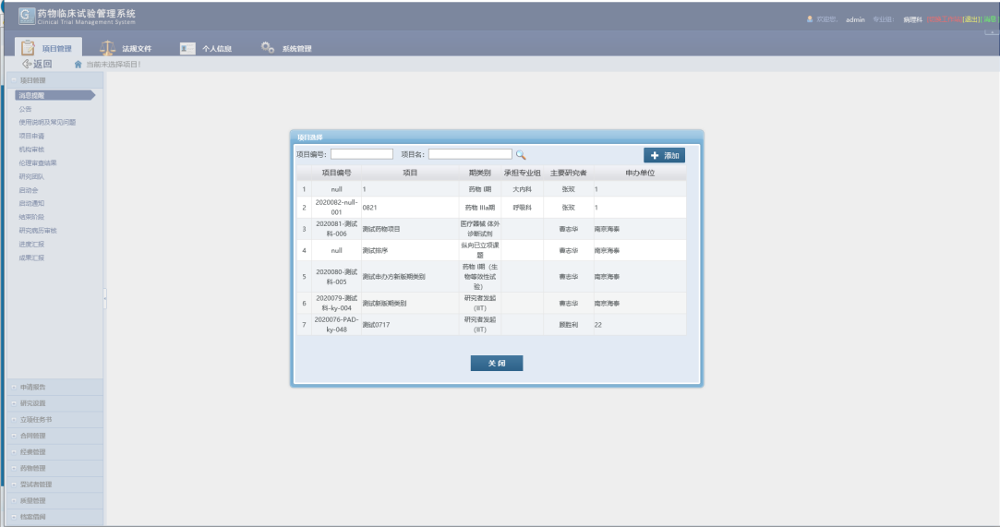 药物临床试验管理系统
Clinical Trial Management System
欢迎您, admin 专业组: 病理科 [退出][消息]
项目管理 法规文件 个人信息 系统管理
返回 当前未选择项目!
项目管理
消息提醒
公告
使用说明及常见问题
项目申请
机构审核
伦理审查结果
研究团队
启动会
启动通知
结束阶段
研究病历审核
进度汇报
成果汇报
申请报告
研究设置
立项任务书
合同管理
经费管理
药物管理
受试者管理
质量管理
档案借阅
项目选择
项目编号: 项目名: 添加
项目编号 项目 期类别 承担专业组 主要研究者 申办单位
1 null 1 药物 I期 大内科 张玫 1
2 2020082-null-001 0821 药物 IIIa期 呼吸科 张玫 1
3 2020081-测试科-006 测试药物项目 医疗器械 体外诊断试剂 曹志华 南京海泰
4 null 测试排序 纵向已立项课题 曹志华 南京海泰
5 2020080-测试科-005 测试申办方新版期类别 药物 I期（生物等效性试验） 曹志华 南京海泰
6 2020079-测试科-ky-004 测试新版期类别 研究者发起(IIT) 曹志华 南京海泰
7 2020076-PAD-ky-048 测试0717 研究者发起(IIT) 顾胜利 22
关 闭